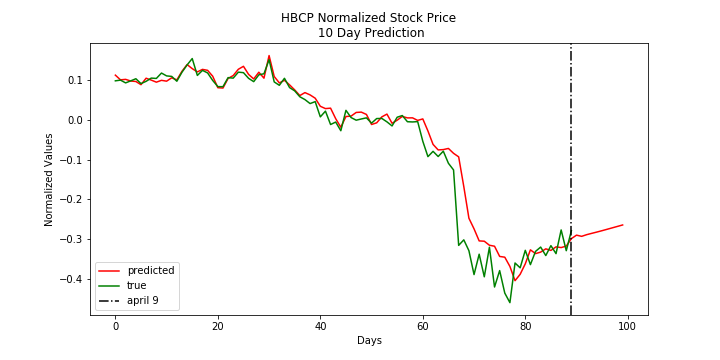 HBCP Normalized Stock Price
10 Day Prediction
Normalized Values
0.1
0.0
−0.1
−0.2
−0.3
−0.4
predicted
true
april 9
0 20 40 60 80 100
Days